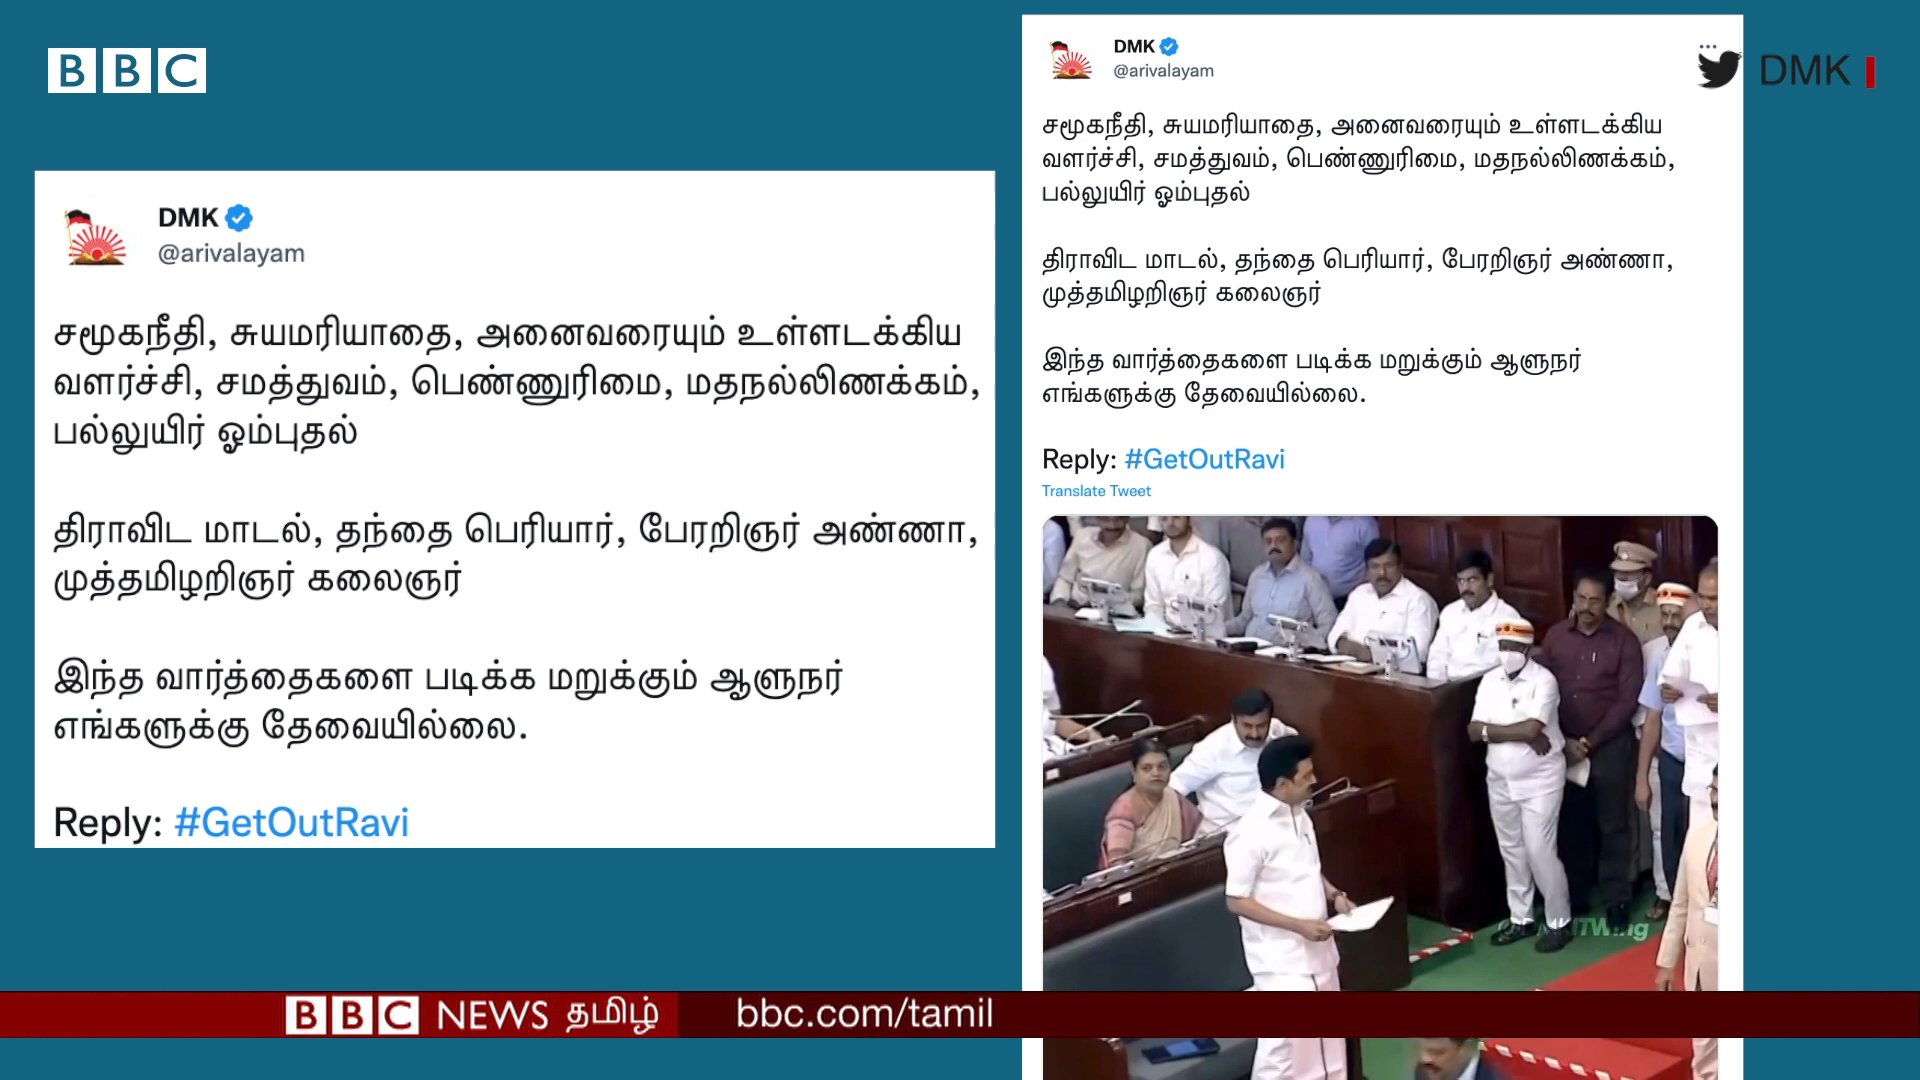 BBC
DMK
@arivalayam
சமூகநீதி, சுயமரியாதை, அனைவரையும் உள்ளடக்கிய
வளர்ச்சி, சமத்துவம், பெண்ணுரிமை, மதநல்லிணக்கம்,
பல்லுயிர் ஓம்புதல்
திராவிட மாடல், தந்தை பெரியார், பேரறிஞர் அண்ணா,
முத்தமிழறிஞர் கலைஞர்
இந்த வார்த்தைகளை படிக்க மறுக்கும் ஆளுநர்
எங்களுக்கு தேவையில்லை.
Reply: #GetOutRavi
DMK
@arivalayam
சமூகநீதி, சுயமரியாதை, அனைவரையும் உள்ளடக்கிய
வளர்ச்சி, சமத்துவம், பெண்ணுரிமை, மதநல்லிணக்கம்,
பல்லுயிர் ஓம்புதல்
திராவிட மாடல், தந்தை பெரியார், பேரறிஞர் அண்ணா,
முத்தமிழறிஞர் கலைஞர்
இந்த வார்த்தைகளை படிக்க மறுக்கும் ஆளுநர்
எங்களுக்கு தேவையில்லை.
Reply: #GetOutRavi
Translate Tweet
@DMKITWing
DMK
BBC NEWS தமிழ் bbc.com/tamil